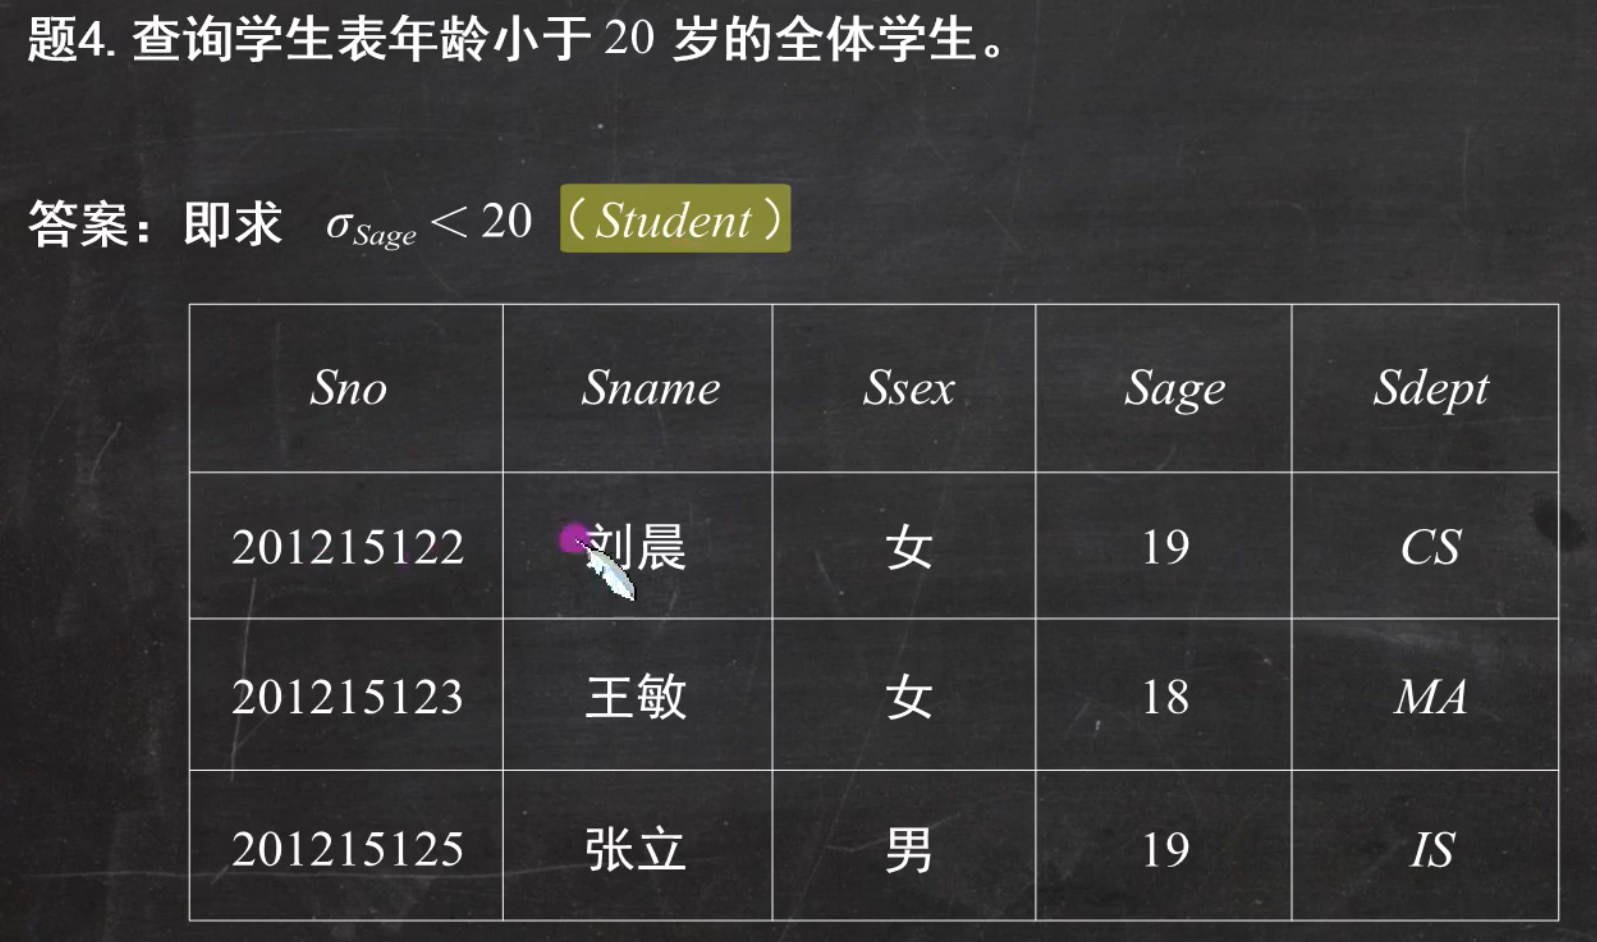 题4. 查询学生表年龄小于 20 岁的全体学生。
答案：即求 σSage < 20 （Student）
Sno Sname Ssex Sage Sdept
201215122 刘晨 女 19 CS
201215123 王敏 女 18 MA
201215125 张立 男 19 IS